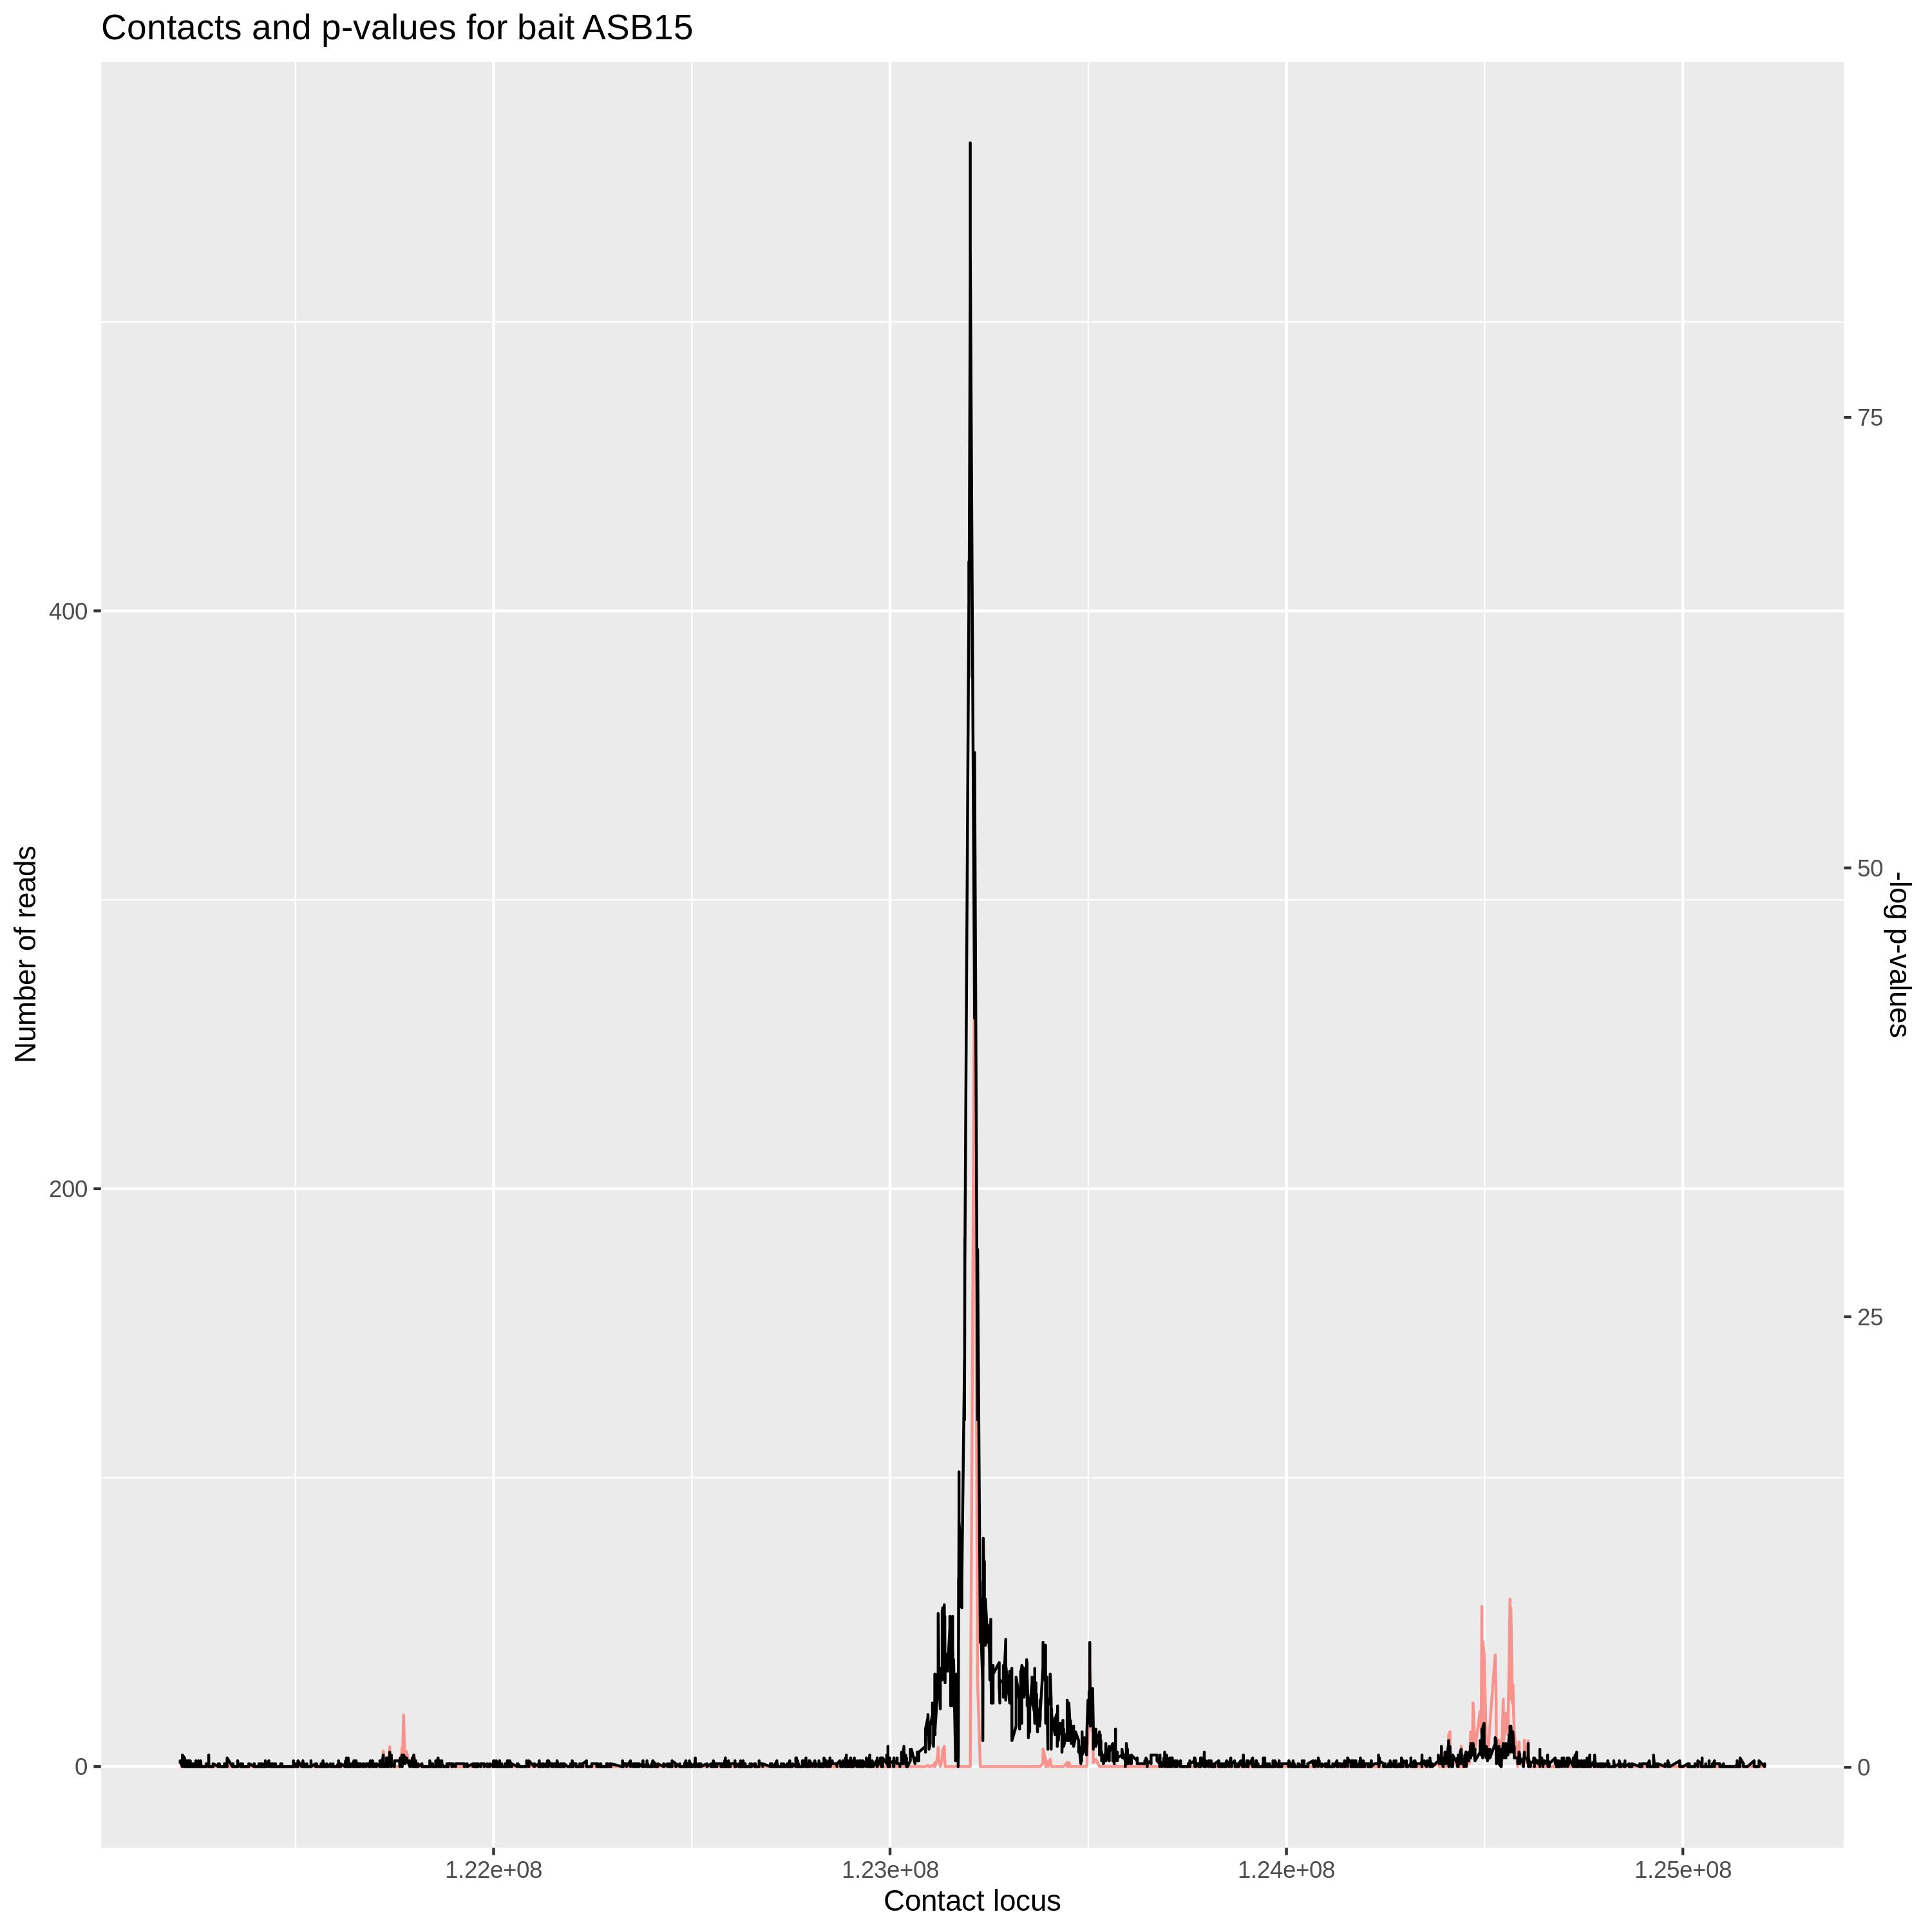 Contacts and p-values for bait ASB15
Number of reads
400
200
0
75
50
25
0
-log p-values
1.22e+08
1.23e+08
1.24e+08
1.25e+08
Contact locus